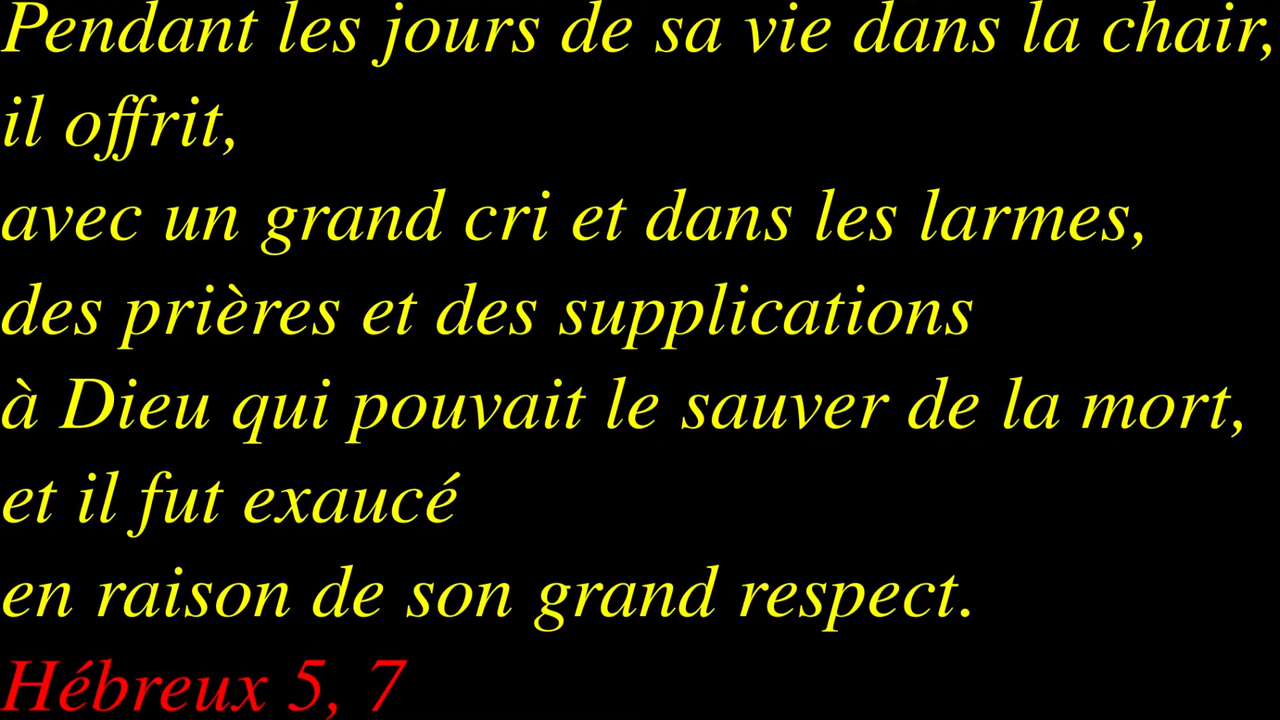 Pendant les jours de sa vie dans la chair,
il offrit,
avec un grand cri et dans les larmes,
des prières et des supplications
à Dieu qui pouvait le sauver de la mort,
et il fut exaucé
en raison de son grand respect.
Hébreux 5, 7